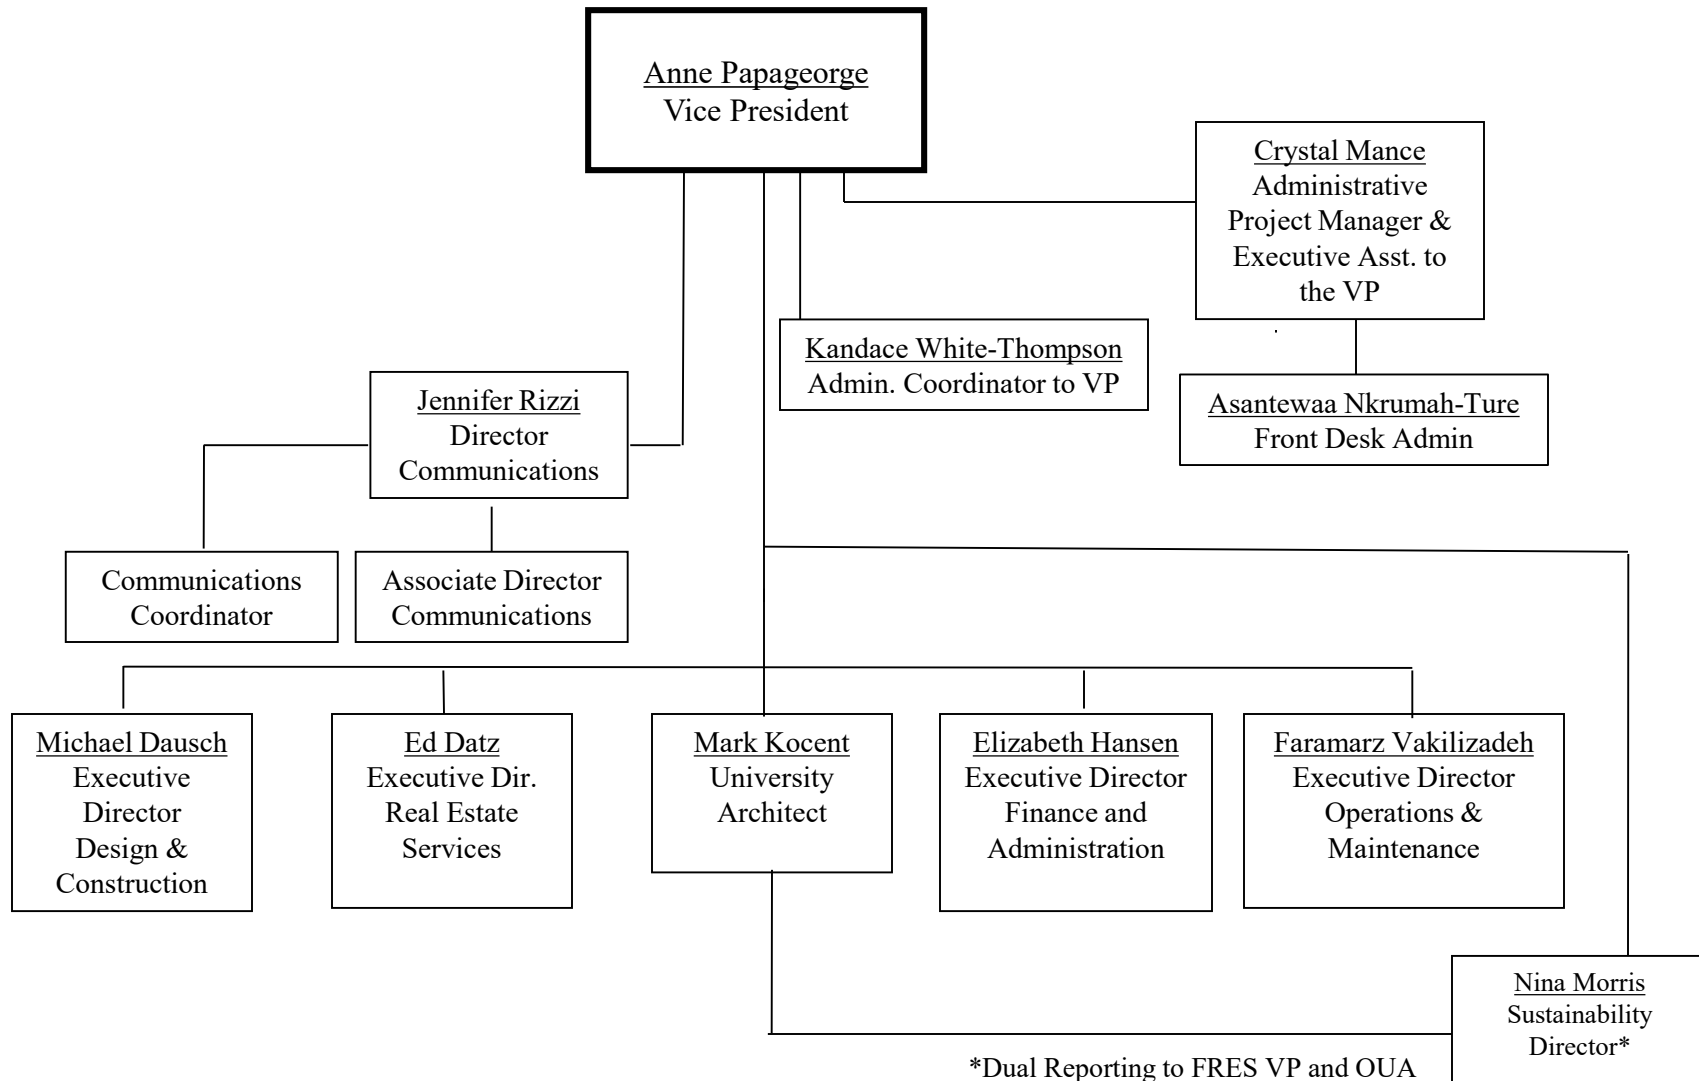 Anne Papageorge
Vice President
Crystal Mance
Administrative
Project Manager &
Executive Asst. to
the VP
Kandace White-Thompson
Admin. Coordinator to VP
Asantewaa Nkrumah-Ture
Front Desk Admin
Jennifer Rizzi
Director
Communications
Communications
Coordinator
Associate Director
Communications
Michael Dausch
Executive
Director
Design &
Construction
Ed Datz
Executive Dir.
Real Estate
Services
Mark Kocent
University
Architect
Elizabeth Hansen
Executive Director
Finance and
Administration
Faramarz Vakilizadeh
Executive Director
Operations &
Maintenance
Nina Morris
Sustainability
Director*
*Dual Reporting to FRES VP and OUA